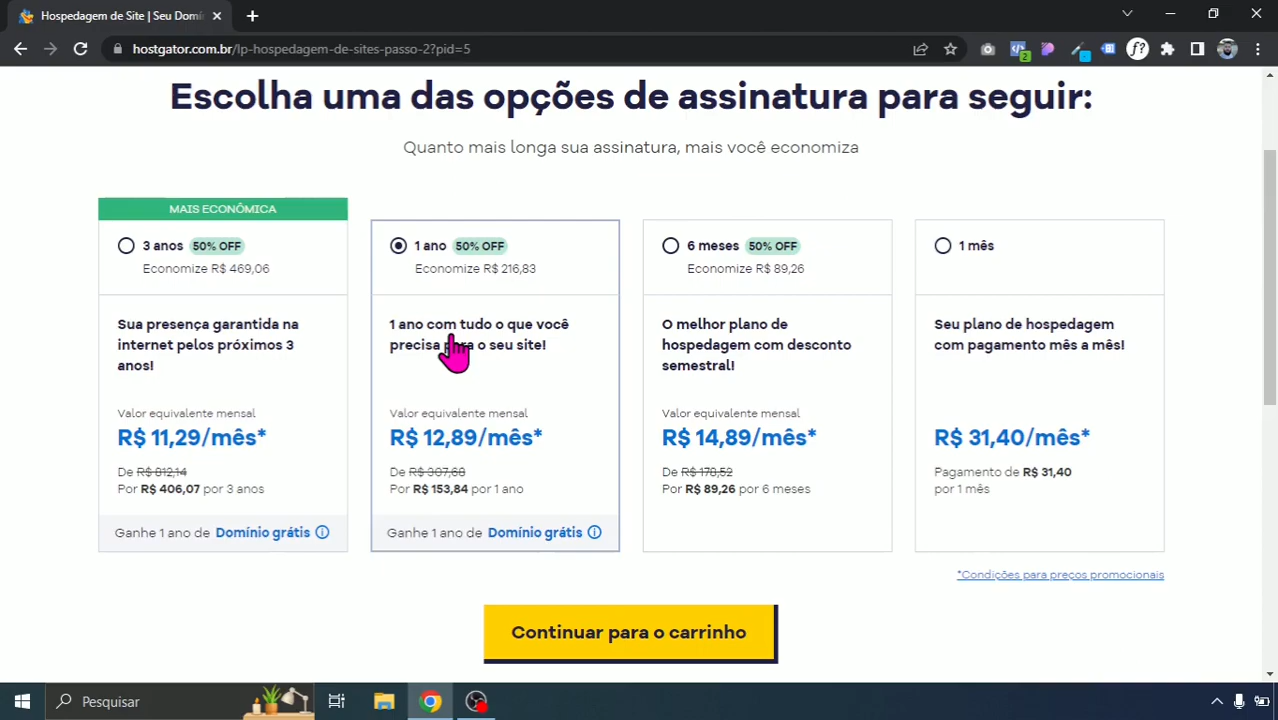 Hospedagem de Site | Seu Domí
hostgator.com.br/lp-hospedagem-de-sites-passo-2?pid=5
2
Escolha uma das opções de assinatura para seguir:
Quanto mais longa sua assinatura, mais você economiza
MAIS ECONÔMICA
3 anos 50% OFF
Economize R$ 469,06
Sua presença garantida na
internet pelos próximos 3
anos!
Valor equivalente mensal
R$ 11,29/mês*
De R$ 812,14
Por R$ 406,07 por 3 anos
Ganhe 1 ano de Domínio grátis
1 ano 50% OFF
Economize R$ 216,83
1 ano com tudo o que você
precisa para o seu site!
Valor equivalente mensal
R$ 12,89/mês*
De R$ 307,68
Por R$ 153,84 por 1 ano
Ganhe 1 ano de Domínio grátis
6 meses 50% OFF
Economize R$ 89,26
O melhor plano de
hospedagem com desconto
semestral!
Valor equivalente mensal
R$ 14,89/mês*
De R$ 178,52
Por R$ 89,26 por 6 meses
1 mês
Seu plano de hospedagem
com pagamento mês a mês!
R$ 31,40/mês*
Pagamento de R$ 31,40
por 1 mês
*Condições para preços promocionais
Continuar para o carrinho
Pesquisar